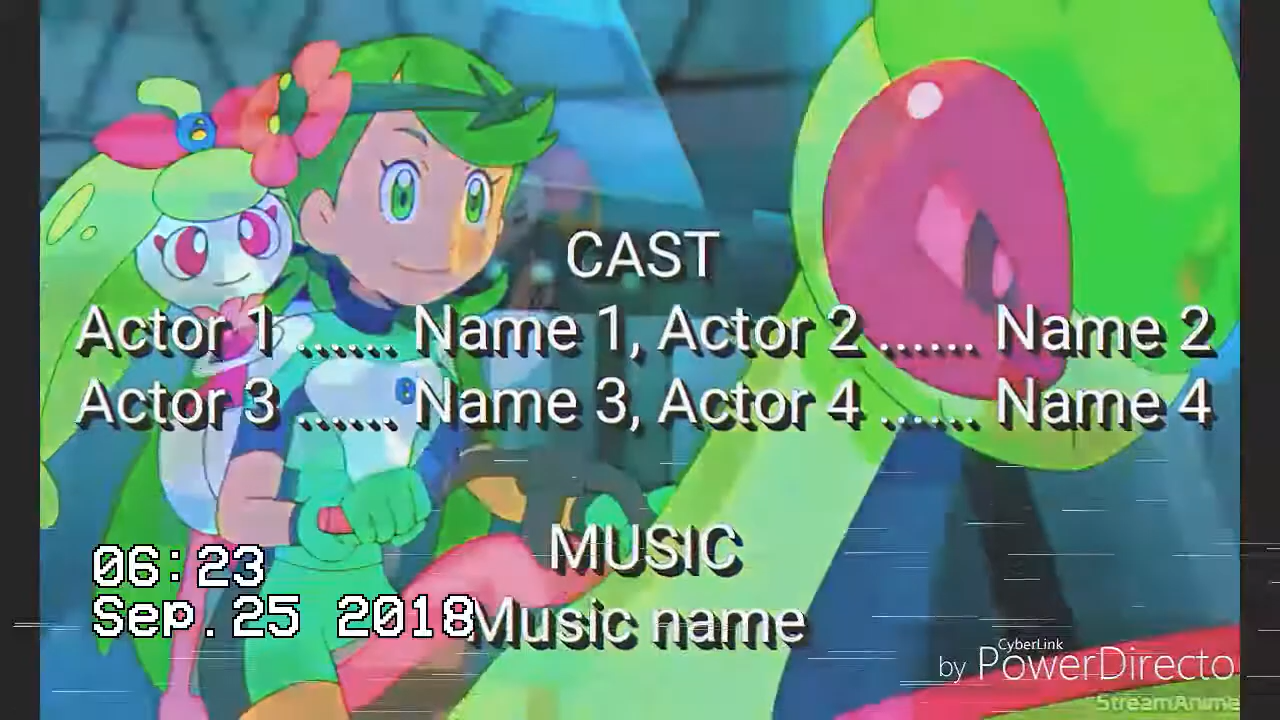 CAST
Actor 1 ...... Name 1, Actor 2 ...... Name 2
Actor 3 ...... Name 3, Actor 4 ...... Name 4
MUSIC
Music name
06:23
Sep.25 2018
CyberLink
by PowerDirecto
StreamAnime